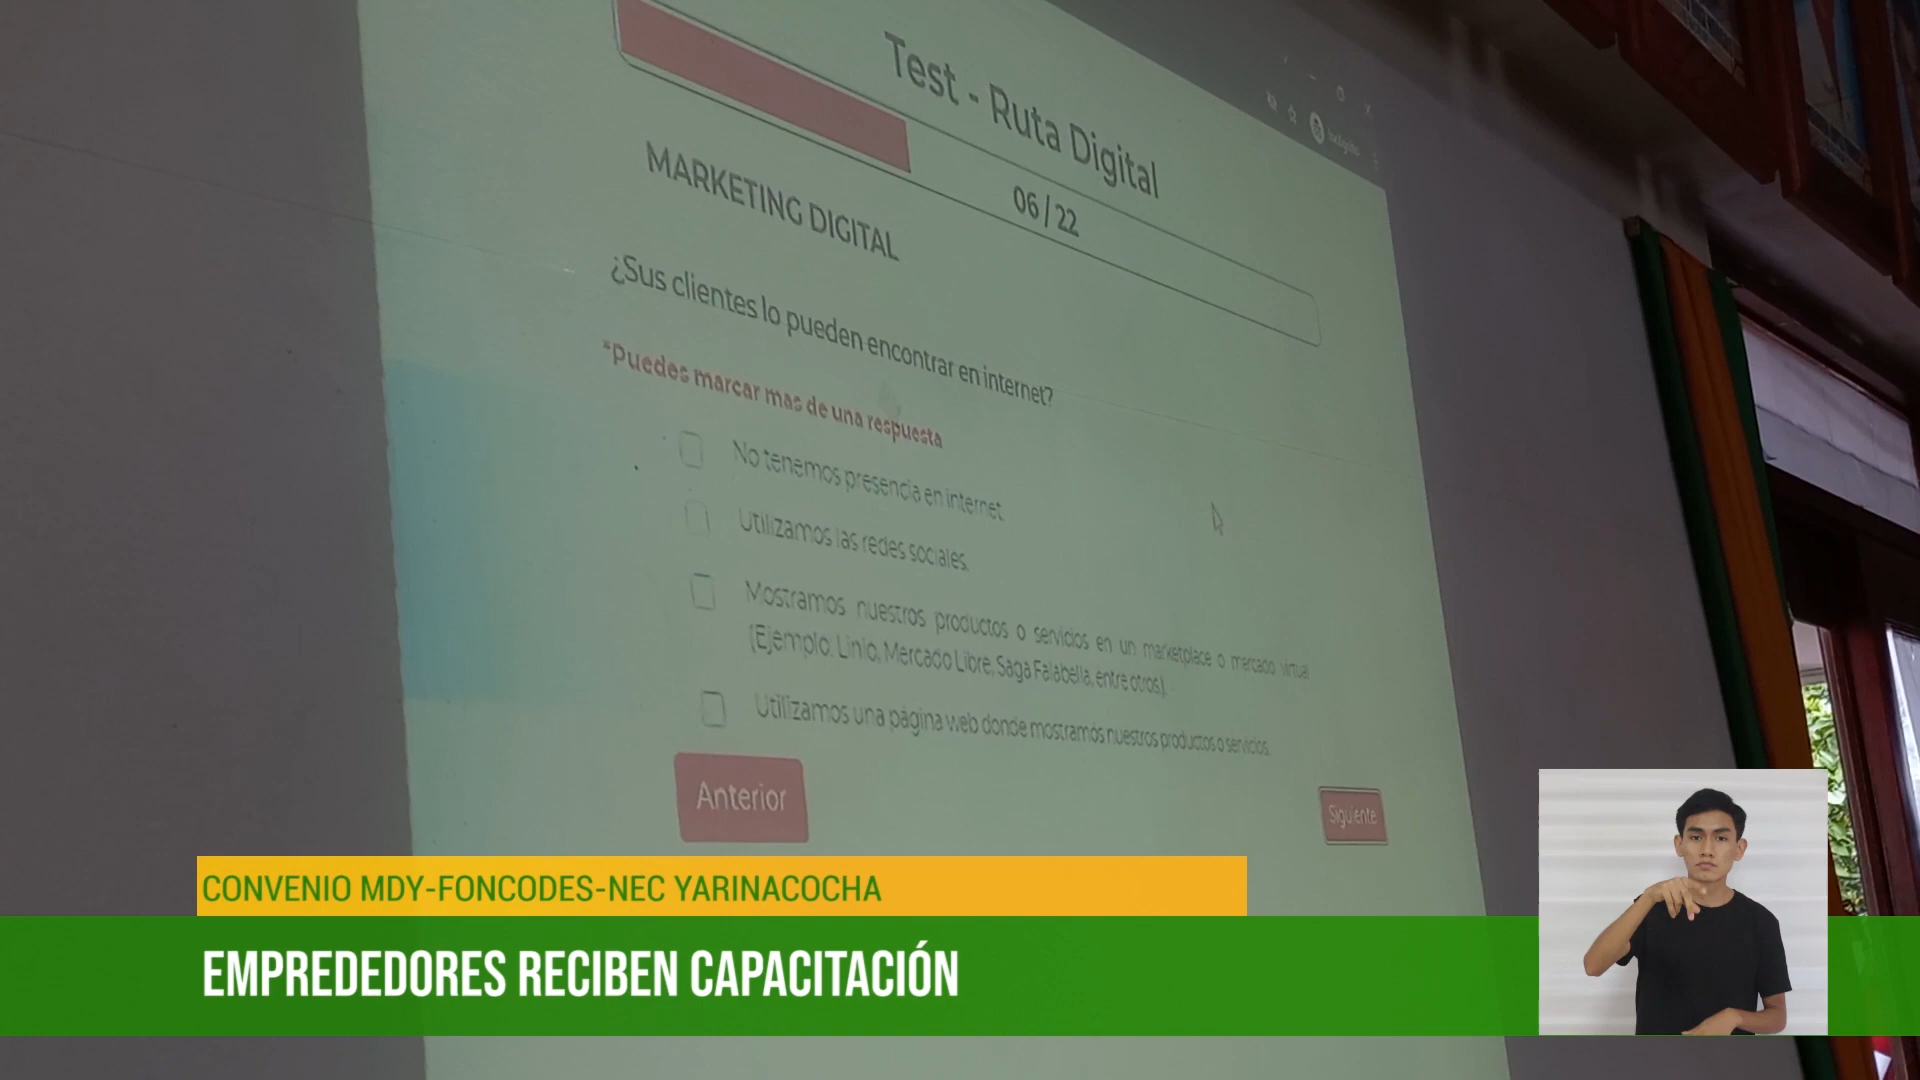 Test - Ruta Digital
06 / 22
MARKETING DIGITAL
¿Sus clientes lo pueden encontrar en internet?
*Puedes marcar mas de una respuesta
No tenemos presencia en internet.
Utilizamos las redes sociales.
Mostramos nuestros productos o servicios en un marketplace o mercado virtual
(Ejemplo: Linio, Mercado Libre, Saga Falabella, entre otros).
Utilizamos una página web donde mostramos nuestros productos o servicios.
Anterior
Siguiente
CONVENIO MDY-FONCODES-NEC YARINACOCHA
EMPREDEDORES RECIBEN CAPACITACIÓN